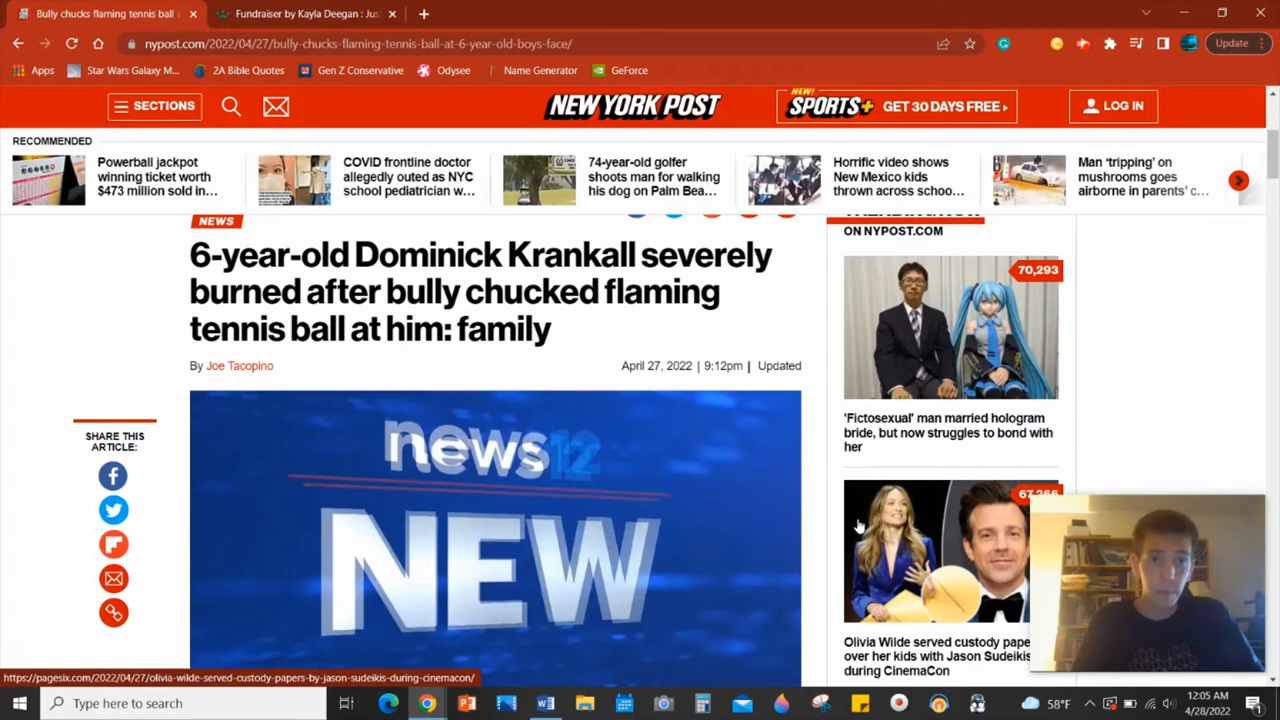 Bully chucks flaming tennis ball a
Fundraiser by Kayla Deegan : Jus
nypost.com/2022/04/27/bully-chucks-flaming-tennis-ball-at-6-year-old-boys-face/
Update
Apps
Star Wars Galaxy M...
2A Bible Quotes
Gen Z Conservative
Odysee
Name Generator
GeForce
SECTIONS
NEW YORK POST
NEW!
SPORTS+ GET 30 DAYS FREE
LOG IN
RECOMMENDED
Powerball jackpot
winning ticket worth
$473 million sold in...
COVID frontline doctor
allegedly outed as NYC
school pediatrician w...
74-year-old golfer
shoots man for walking
his dog on Palm Bea...
Horrific video shows
New Mexico kids
thrown across schoo...
Man ‘tripping’ on
mushrooms goes
airborne in parents’ c...
NEWS
6-year-old Dominick Krankall severely
burned after bully chucked flaming
tennis ball at him: family
By Joe Tacopino
April 27, 2022 | 9:12pm | Updated
SHARE THIS
ARTICLE:
news12
NEW
ON NYPOST.COM
70,293
'Fictosexual' man married hologram
bride, but now struggles to bond with
her
67,266
Olivia Wilde served custody pape
over her kids with Jason Sudeikis
during CinemaCon
https://pagesix.com/2022/04/27/olivia-wilde-served-custody-papers-by-jason-sudeikis-during-cinemacon/
Type here to search
58°F
12:05 AM
4/28/2022